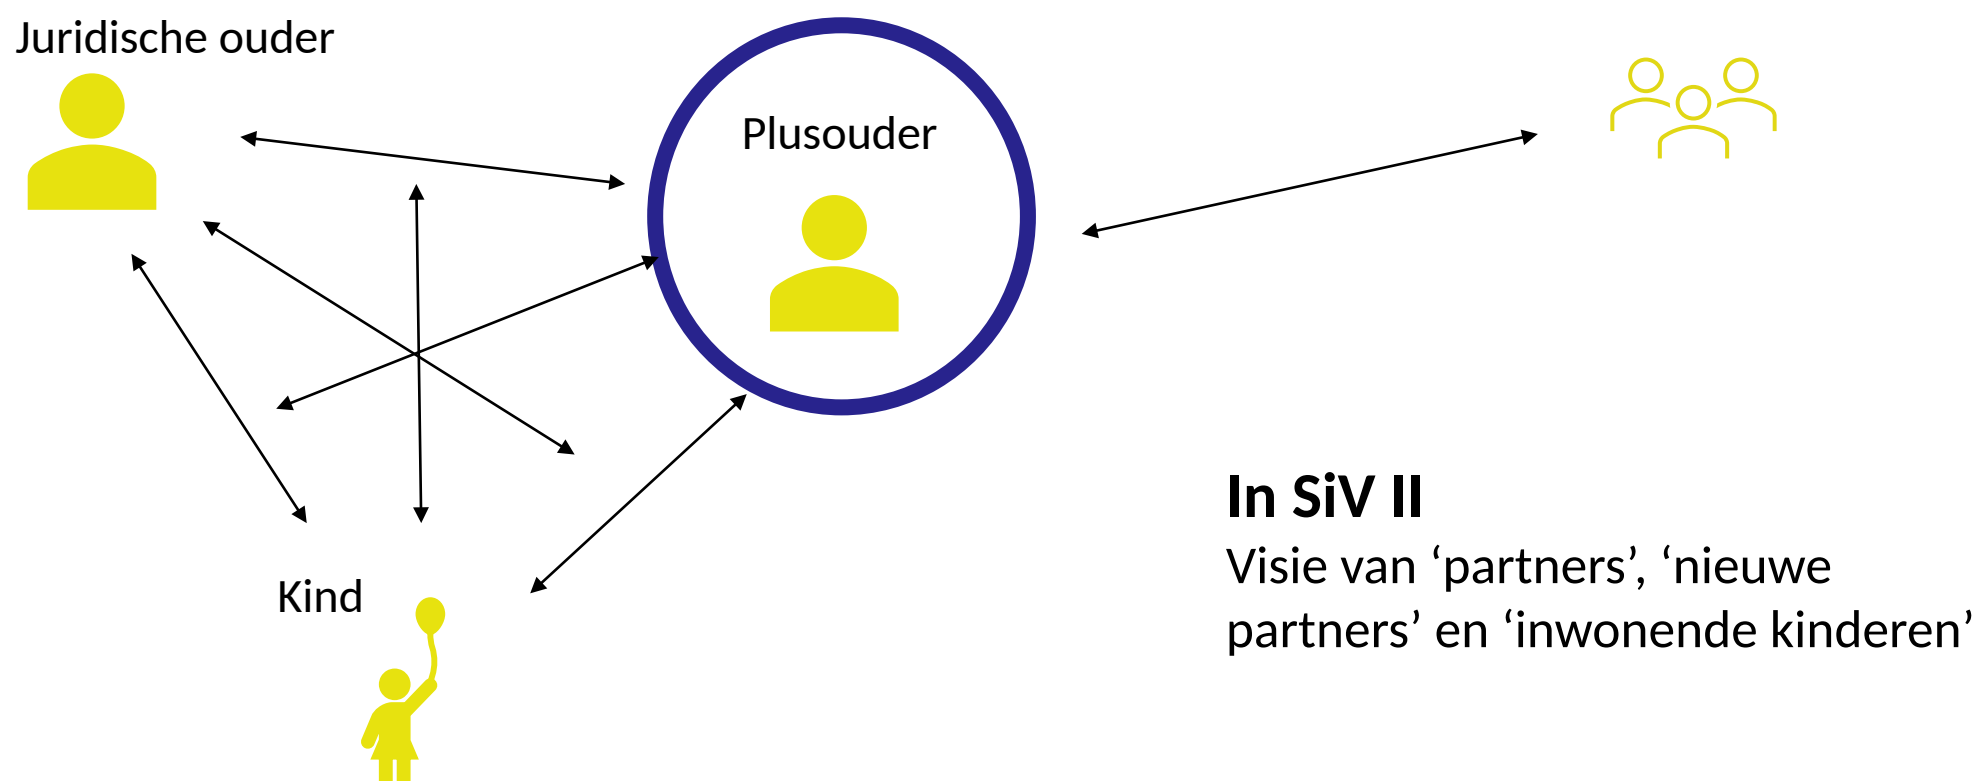 Juridische ouder
Plusouder
Kind
In SiV II
Visie van ‘partners’, ‘nieuwe
partners’ en ‘inwonende kinderen’